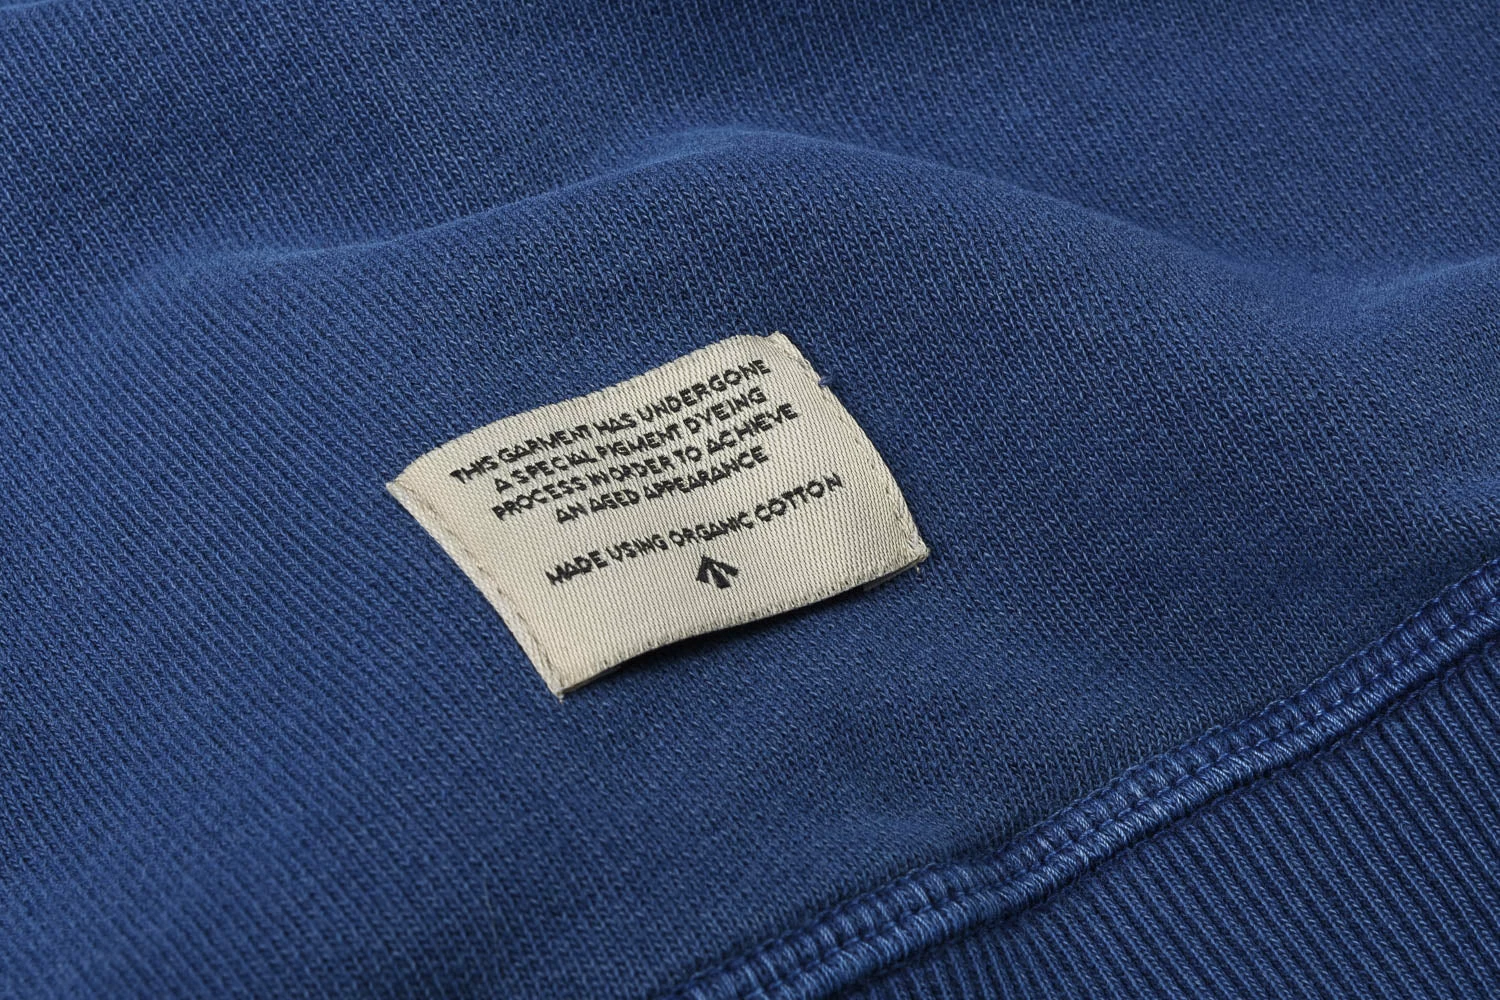 THIS GARMENT HAS UNDERGONE
A SPECIAL PIGMENT DYEING
PROCESS IN ORDER TO ACHIEVE
AN AGED APPEARANCE
MADE USING ORGANIC COTTON